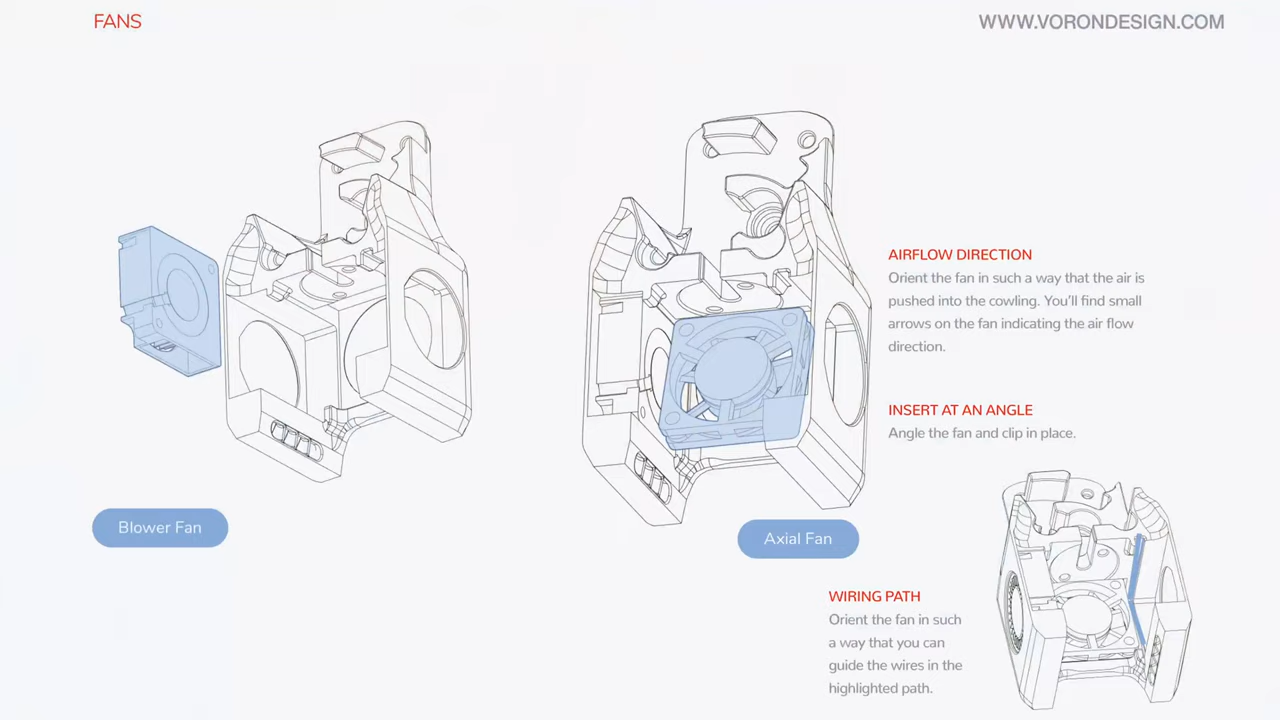 FANS
WWW.VORONDESIGN.COM
AIRFLOW DIRECTION
Orient the fan in such a way that the air is
pushed into the cowling. You'll find small
arrows on the fan indicating the air flow
direction.
INSERT AT AN ANGLE
Angle the fan and clip in place.
Blower Fan
Axial Fan
WIRING PATH
Orient the fan in such
a way that you can
guide the wires in the
highlighted path.